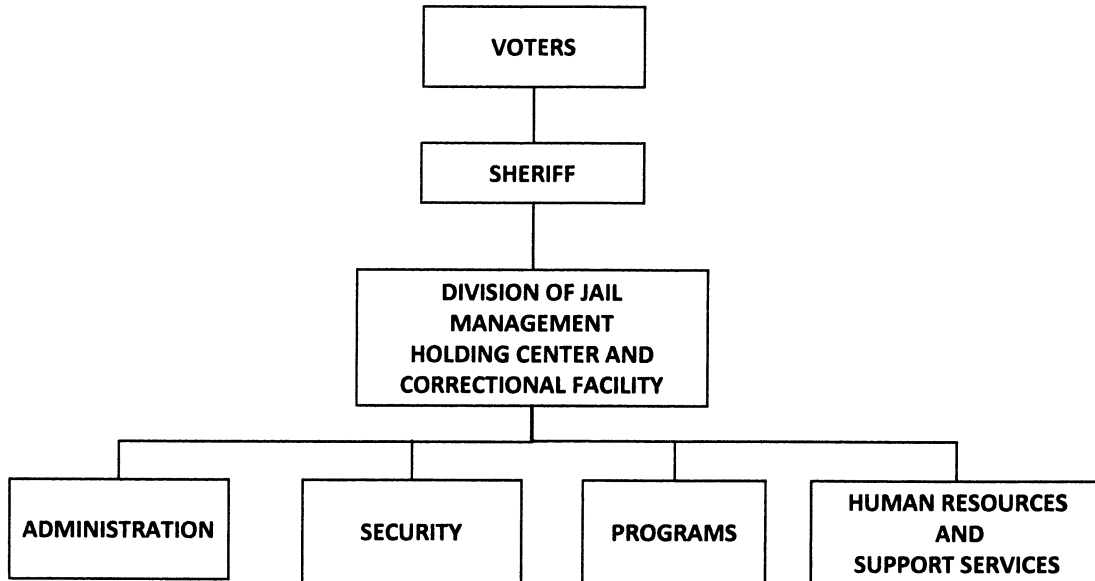 VOTERS
SHERIFF
DIVISION OF JAIL
MANAGEMENT
HOLDING CENTER AND
CORRECTIONAL FACILITY
ADMINISTRATION
SECURITY
PROGRAMS
HUMAN RESOURCES
AND
SUPPORT SERVICES